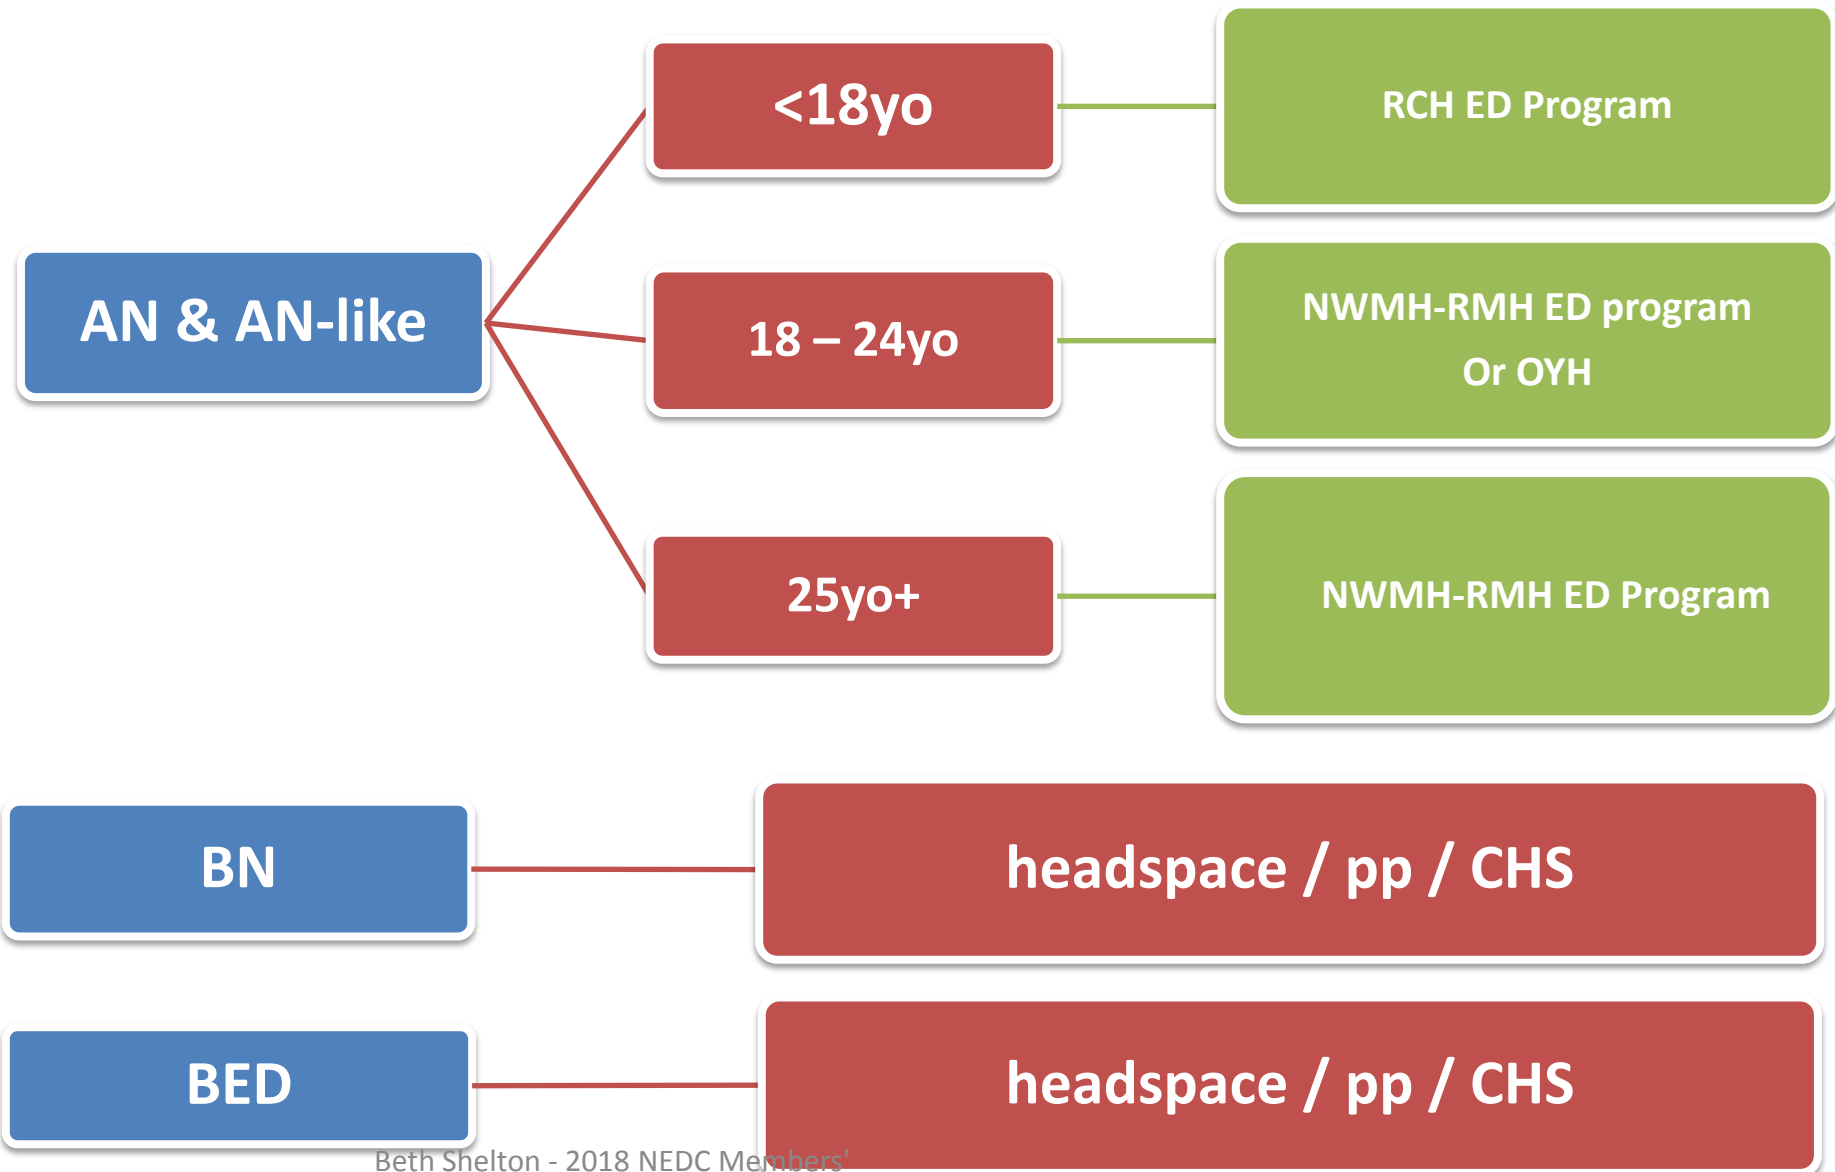 AN & AN-like
<18yo
RCH ED Program
18 – 24yo
NWMH-RMH ED program
Or OYH
25yo+
NWMH-RMH ED Program
BN
headspace / pp / CHS
BED
headspace / pp / CHS
Beth Shelton - 2018 NEDC Members'